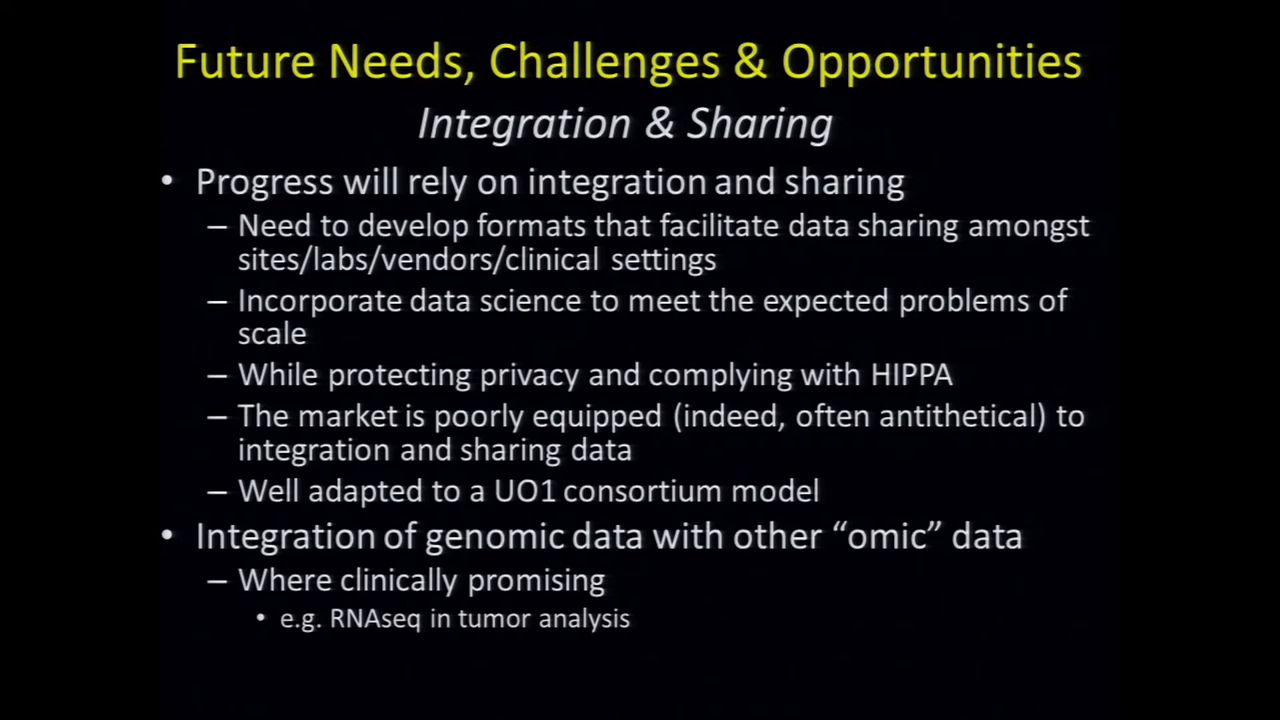 Future Needs, Challenges & Opportunities
Integration & Sharing
• Progress will rely on integration and sharing
– Need to develop formats that facilitate data sharing amongst
sites/labs/vendors/clinical settings
– Incorporate data science to meet the expected problems of
scale
– While protecting privacy and complying with HIPPA
– The market is poorly equipped (indeed, often antithetical) to
integration and sharing data
– Well adapted to a UO1 consortium model
• Integration of genomic data with other “omic” data
– Where clinically promising
• e.g. RNAseq in tumor analysis